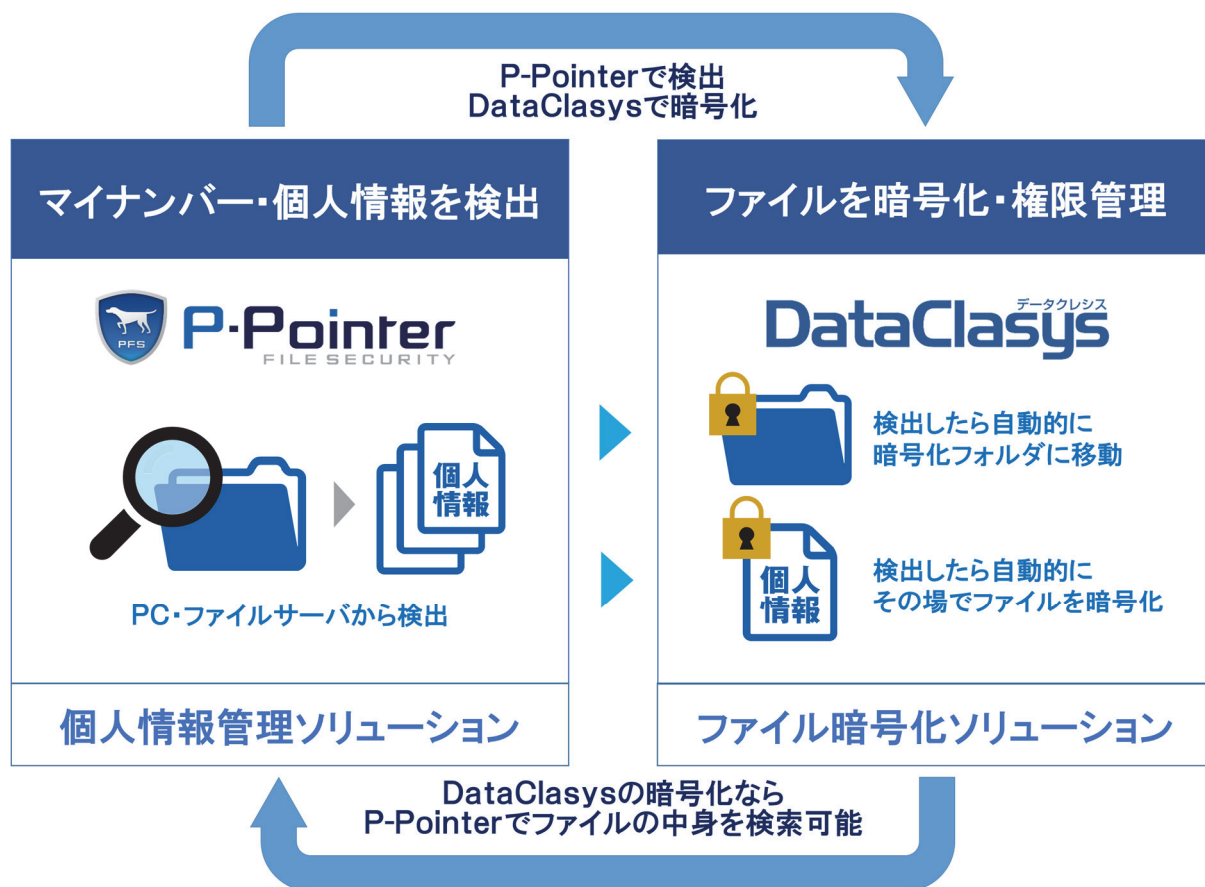 P-Pointerで検出
DataClasysで暗号化
マイナンバー・個人情報を検出
PFS
P-Pointer
FILE SECURITY
個人
情報
PC・ファイルサーバから検出
個人情報管理ソリューション
ファイルを暗号化・権限管理
データクレシス
DataClasys
検出したら自動的に
暗号化フォルダに移動
個人
情報
検出したら自動的に
その場でファイルを暗号化
ファイル暗号化ソリューション
DataClasysの暗号化なら
P-Pointerでファイルの中身を検索可能